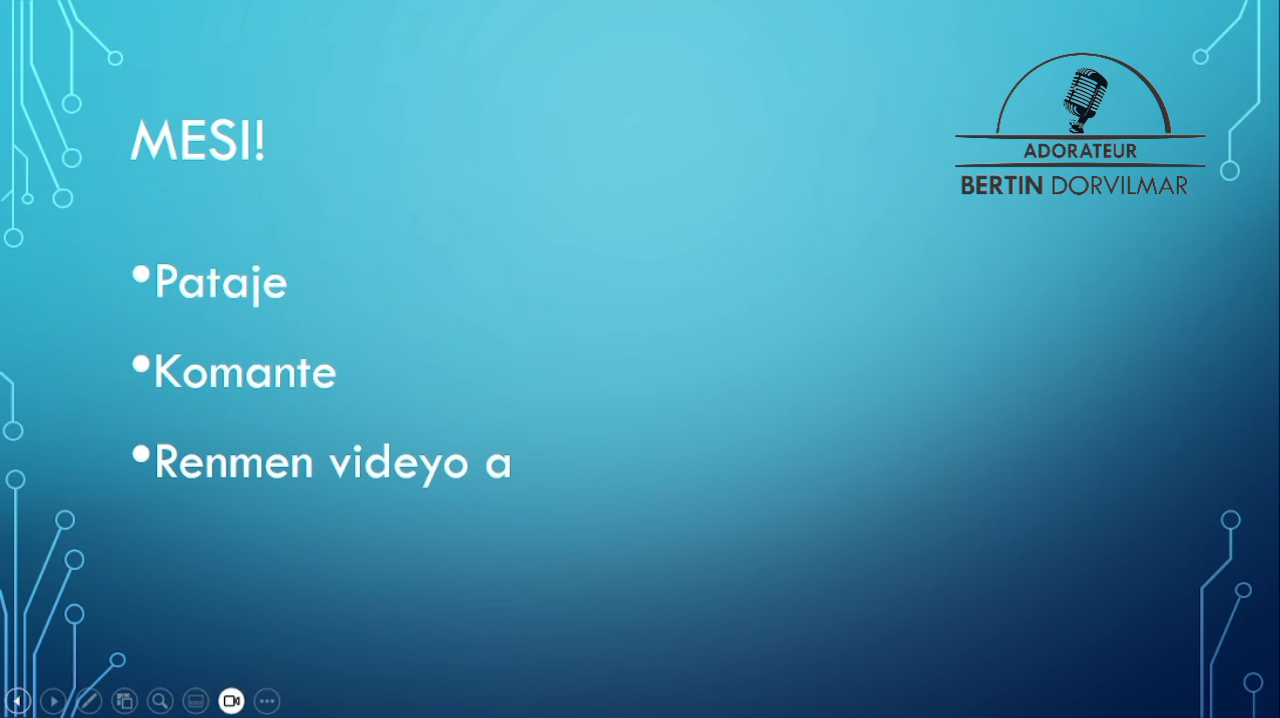 MESI!
ADORATEUR
BERTIN DORVILMAR
•Pataje
•Komante
•Renmen videyo a